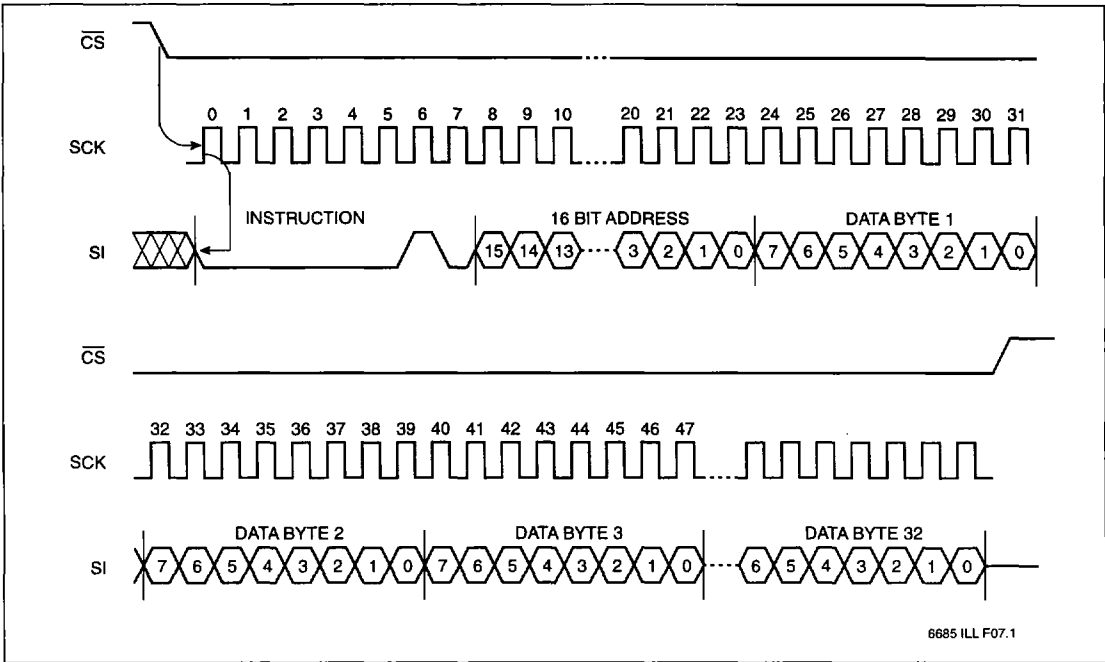 CS
0 1 2 3 4 5 6 7 8 9 10 20 21 22 23 24 25 26 27 28 29 30 31
SCK
INSTRUCTION 16 BIT ADDRESS DATA BYTE 1
SI 15 14 13 3 2 1 0 7 6 5 4 3 2 1 0
CS
32 33 34 35 36 37 38 39 40 41 42 43 44 45 46 47
SCK
DATA BYTE 2 DATA BYTE 3 DATA BYTE 32
SI 7 6 5 4 3 2 1 0 7 6 5 4 3 2 1 0 6 5 4 3 2 1 0
6685 ILL F07.1